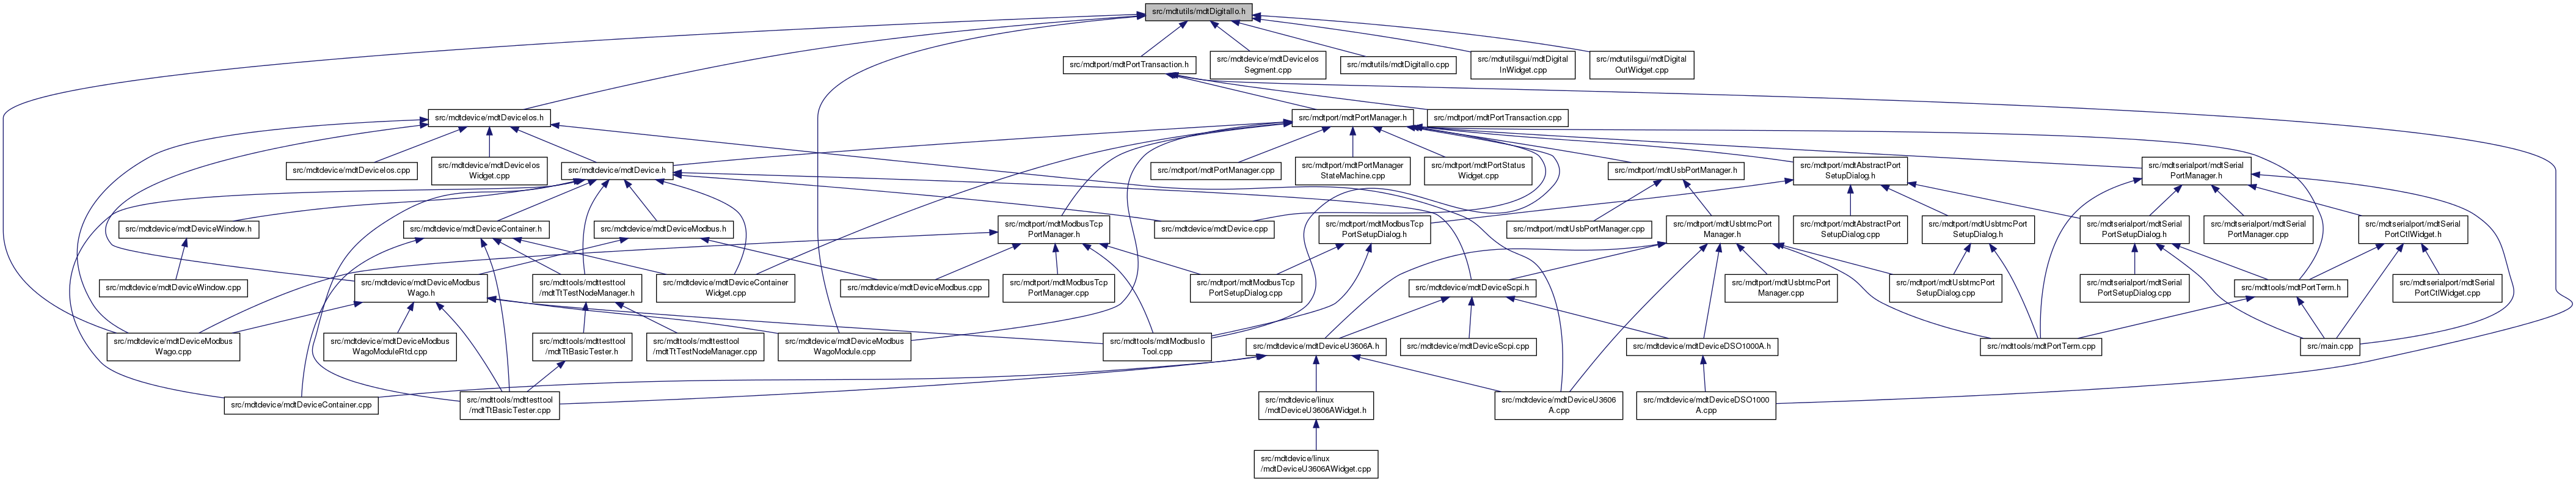 src/mdtutils/mdtDigitalIo.h
src/mdtport/mdtPortTransaction.h
src/mdtdevice/mdtDeviceIos
Segment.cpp
src/mdtutils/mdtDigitalIo.cpp
src/mdtutilsgui/mdtDigital
InWidget.cpp
src/mdtutilsgui/mdtDigital
OutWidget.cpp
src/mdtdevice/mdtDeviceIos.h
src/mdtport/mdtPortManager.h
src/mdtport/mdtPortTransaction.cpp
src/mdtdevice/mdtDeviceIos.cpp
src/mdtdevice/mdtDeviceIos
Widget.cpp
src/mdtdevice/mdtDevice.h
src/mdtport/mdtPortManager.cpp
src/mdtport/mdtPortManager
StateMachine.cpp
src/mdtport/mdtPortStatus
Widget.cpp
src/mdtport/mdtUsbPortManager.h
src/mdtport/mdtAbstractPort
SetupDialog.h
src/mdtserialport/mdtSerial
PortManager.h
src/mdtdevice/mdtDeviceWindow.h
src/mdtdevice/mdtDeviceContainer.h
src/mdtdevice/mdtDeviceModbus.h
src/mdtport/mdtModbusTcp
PortManager.h
src/mdtdevice/mdtDevice.cpp
src/mdtport/mdtModbusTcp
PortSetupDialog.h
src/mdtport/mdtUsbPortManager.cpp
src/mdtport/mdtUsbtmcPort
Manager.h
src/mdtport/mdtAbstractPort
SetupDialog.cpp
src/mdtport/mdtUsbtmcPort
SetupDialog.h
src/mdtserialport/mdtSerial
PortSetupDialog.h
src/mdtserialport/mdtSerial
PortManager.cpp
src/mdtserialport/mdtSerial
PortCtlWidget.h
src/mdtdevice/mdtDeviceWindow.cpp
src/mdtdevice/mdtDeviceModbus
Wago.h
src/mdttools/mdttesttool
/mdtTtTestNodeManager.h
src/mdtdevice/mdtDeviceContainer
Widget.cpp
src/mdtdevice/mdtDeviceModbus.cpp
src/mdtport/mdtModbusTcp
PortManager.cpp
src/mdtport/mdtModbusTcp
PortSetupDialog.cpp
src/mdtdevice/mdtDeviceScpi.h
src/mdtport/mdtUsbtmcPort
Manager.cpp
src/mdtport/mdtUsbtmcPort
SetupDialog.cpp
src/mdtserialport/mdtSerial
PortSetupDialog.cpp
src/mdttools/mdtPortTerm.h
src/mdtserialport/mdtSerial
PortCtlWidget.cpp
src/mdtdevice/mdtDeviceModbus
Wago.cpp
src/mdtdevice/mdtDeviceModbus
WagoModuleRtd.cpp
src/mdttools/mdttesttool
/mdtTtBasicTester.h
src/mdttools/mdttesttool
/mdtTtTestNodeManager.cpp
src/mdtdevice/mdtDeviceModbus
WagoModule.cpp
src/mdttools/mdtModbusIo
Tool.cpp
src/mdtdevice/mdtDeviceU3606A.h
src/mdtdevice/mdtDeviceScpi.cpp
src/mdtdevice/mdtDeviceDSO1000A.h
src/mdttools/mdtPortTerm.cpp
src/main.cpp
src/mdtdevice/mdtDeviceContainer.cpp
src/mdttools/mdttesttool
/mdtTtBasicTester.cpp
src/mdtdevice/linux
/mdtDeviceU3606AWidget.h
src/mdtdevice/mdtDeviceU3606
A.cpp
src/mdtdevice/mdtDeviceDSO1000
A.cpp
src/mdtdevice/linux
/mdtDeviceU3606AWidget.cpp